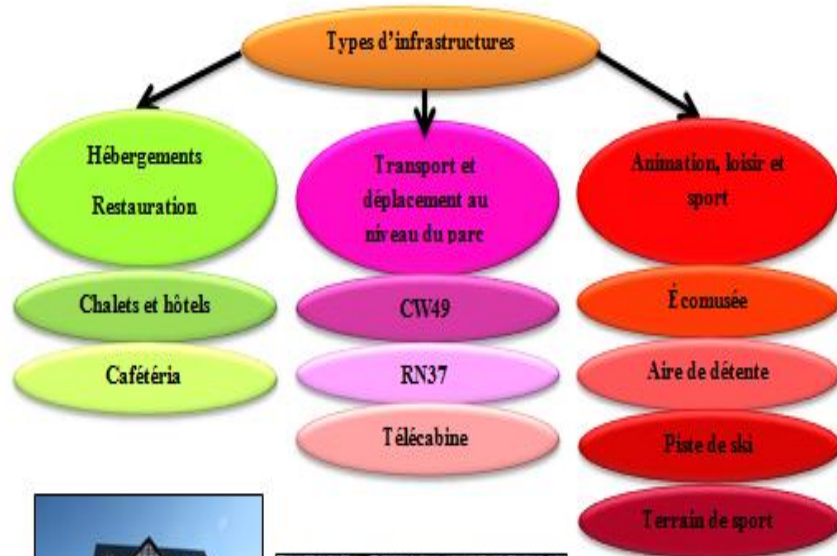 Types d'infrastructures
Hébergements
Restauration
Chalets et hôtels
Cafétéria
Transport et
déplacement au
niveau du parc
CW49
RN37
Télécabine
Animation, loisir et
sport
Écomusée
Aire de détente
Piste de ski
Terrain de sport